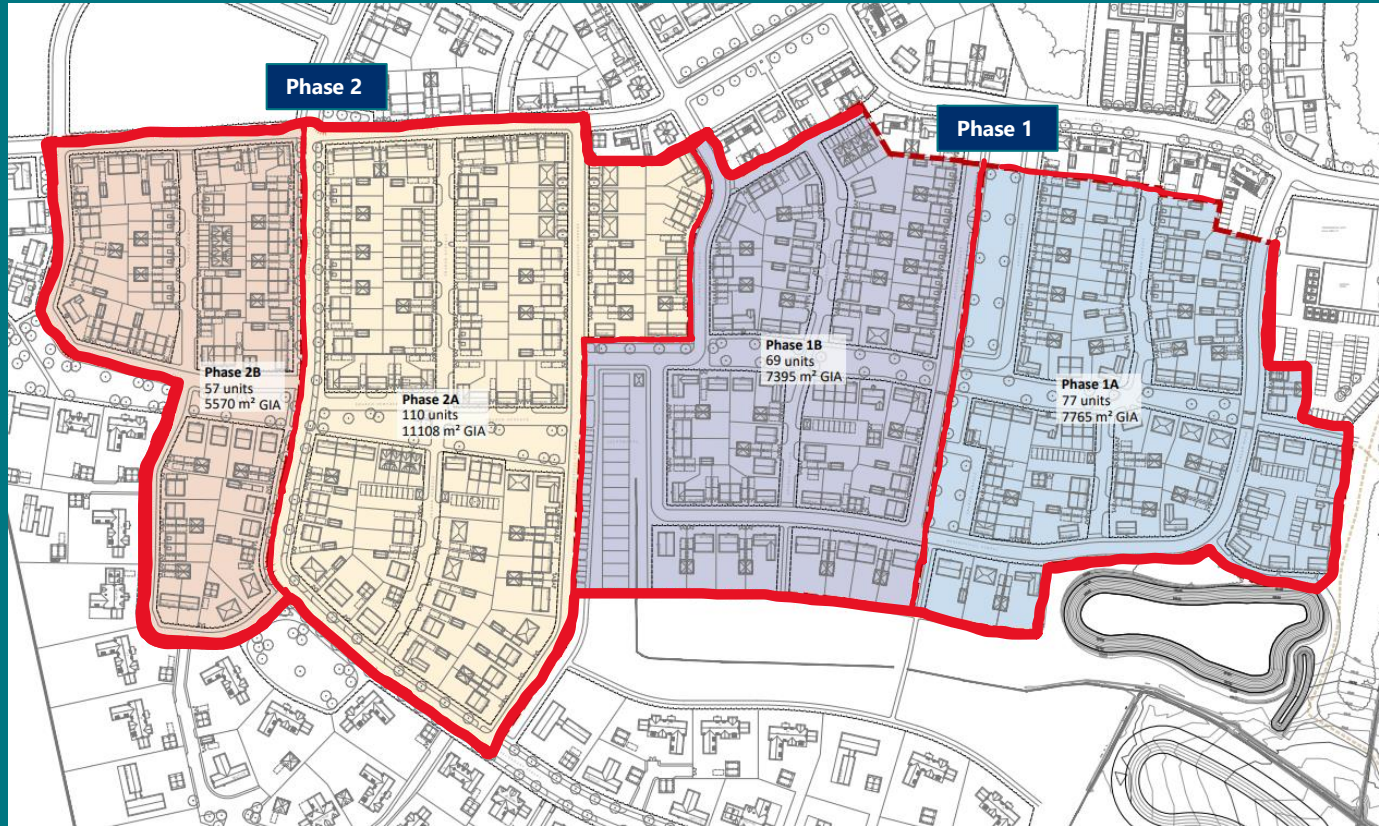 Phase 2
Phase 1
Phase 2B
57 units
5570 m² GIA
Phase 2A
110 units
11108 m² GIA
Phase 1B
69 units
7395 m² GIA
Phase 1A
77 units
7765 m² GIA